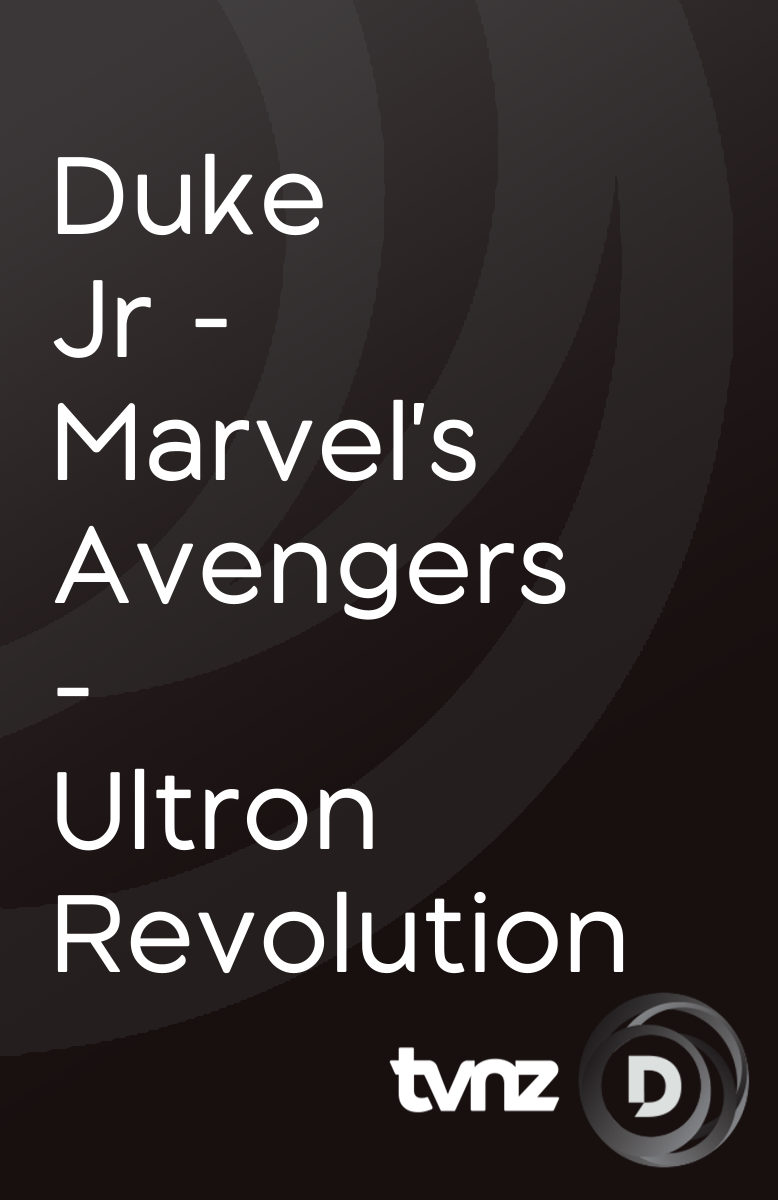 Duke
Jr -
Marvel's
Avengers
-
Ultron
Revolution
tvnz D